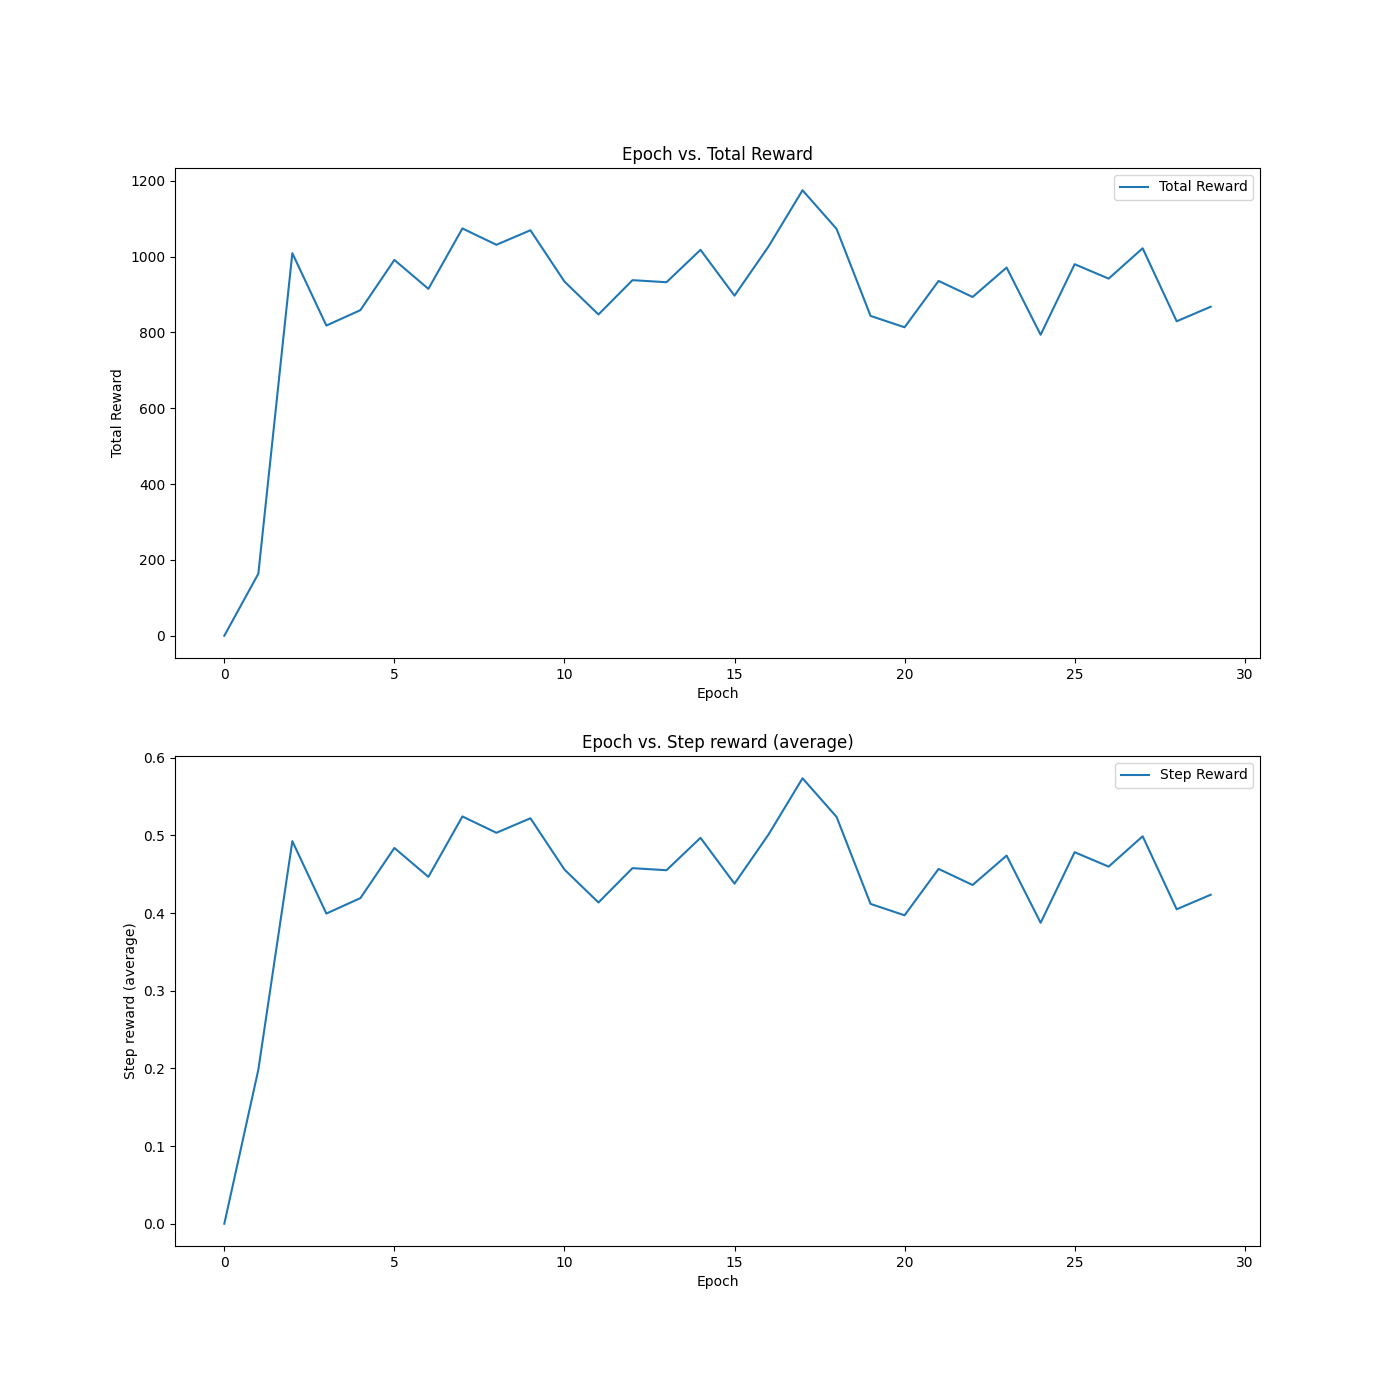 Epoch vs. Total Reward
Total Reward
1200
1000
800
600
400
200
0
Total Reward
0 5 10 15 20 25 30
Epoch
Epoch vs. Step reward (average)
Step Reward
0.6
0.5
0.4
0.3
0.2
0.1
0.0
Step reward (average)
0 5 10 15 20 25 30
Epoch